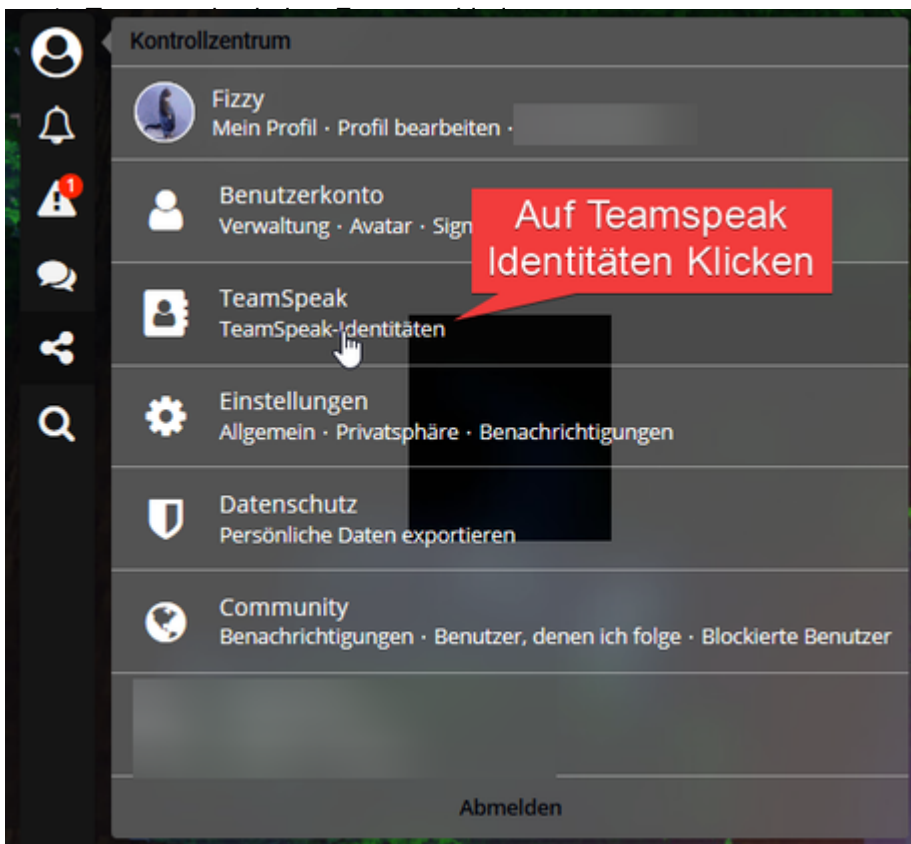 Kontrollzentrum
Fizzy
Mein Profil · Profil bearbeiten ·
1
Benutzerkonto
Verwaltung · Avatar · Sign
Auf Teamspeak
Identitäten Klicken
TeamSpeak
TeamSpeak-Identitäten
Einstellungen
Allgemein · Privatsphäre · Benachrichtigungen
Datenschutz
Persönliche Daten exportieren
Community
Benachrichtigungen · Benutzer, denen ich folge · Blockierte Benutzer
Abmelden